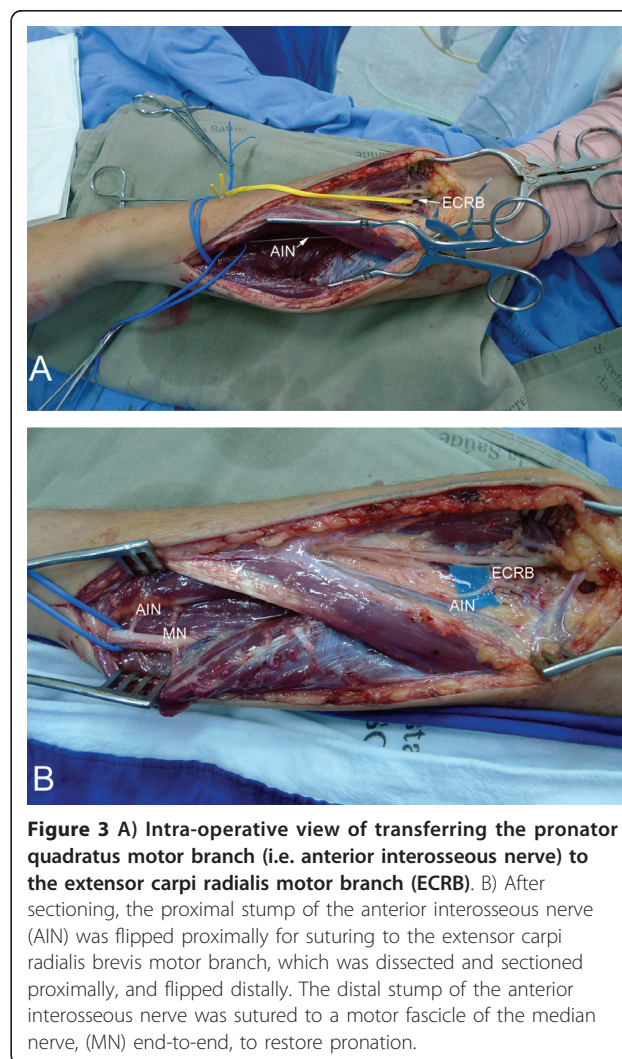 Saúde
ECRB
AIN
A
Saúde
ECRB
AIN
AIN
MN
B
Figure 3 A) Intra-operative view of transferring the pronator
quadratus motor branch (i.e. anterior interosseous nerve) to
the extensor carpi radialis motor branch (ECRB). B) After
sectioning, the proximal stump of the anterior interosseous nerve
(AIN) was flipped proximally for suturing to the extensor carpi
radialis brevis motor branch, which was dissected and sectioned
proximally, and flipped distally. The distal stump of the anterior
interosseous nerve was sutured to a motor fascicle of the median
nerve, (MN) end-to-end, to restore pronation.